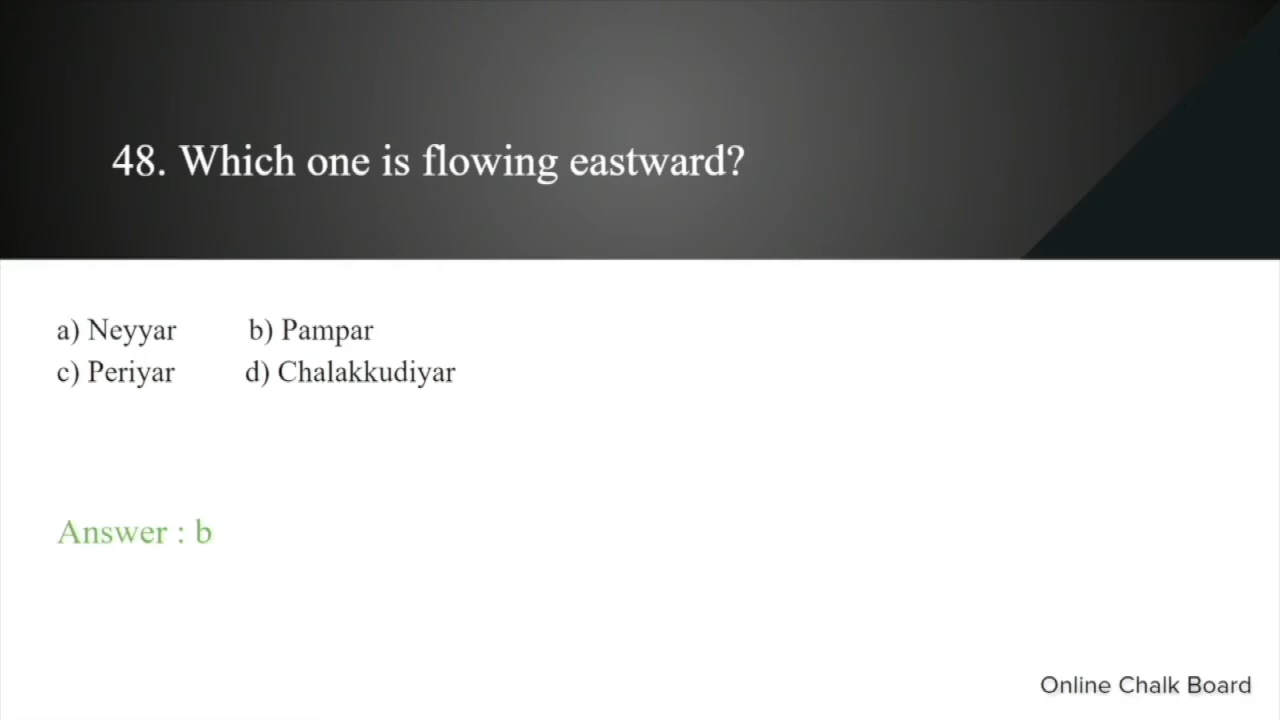 48. Which one is flowing eastward?
a) Neyyar b) Pampar
c) Periyar d) Chalakkudiyar
Answer : b
Online Chalk Board